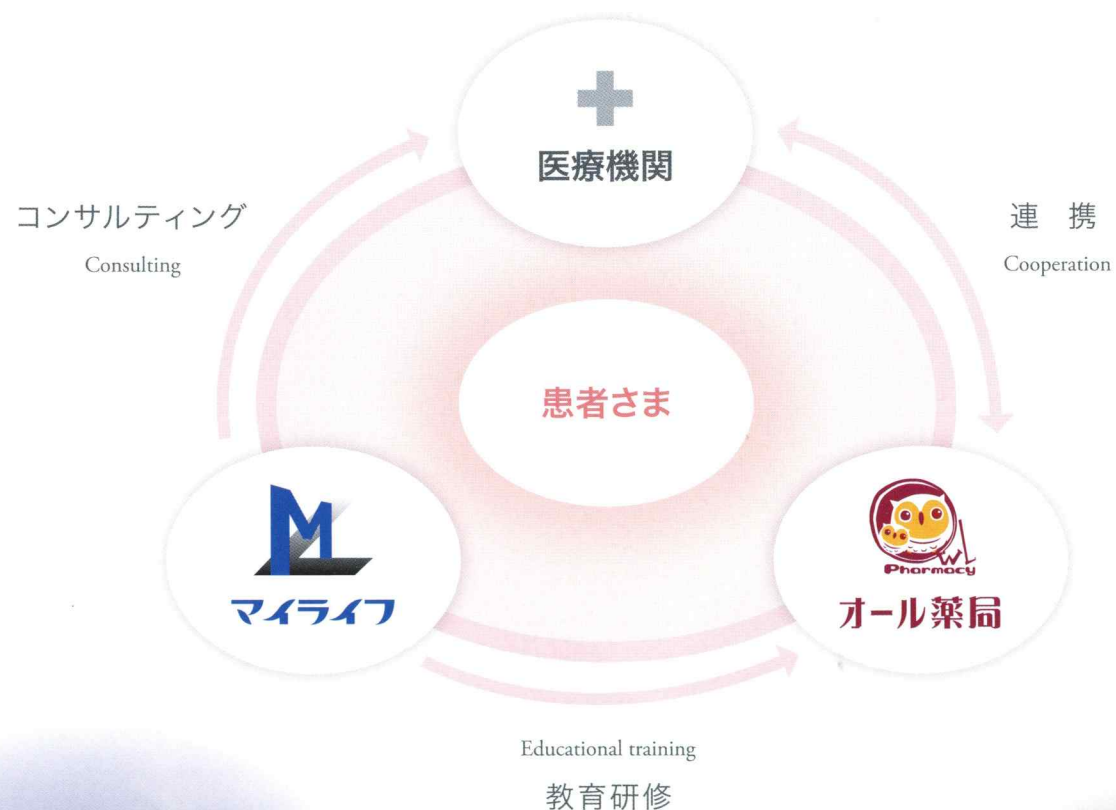 医療機関
コンサルティング
Consulting
連 携
Cooperation
患者さま
M
マイライフ
OWL
Pharmacy
オール薬局
Educational training
教育研修